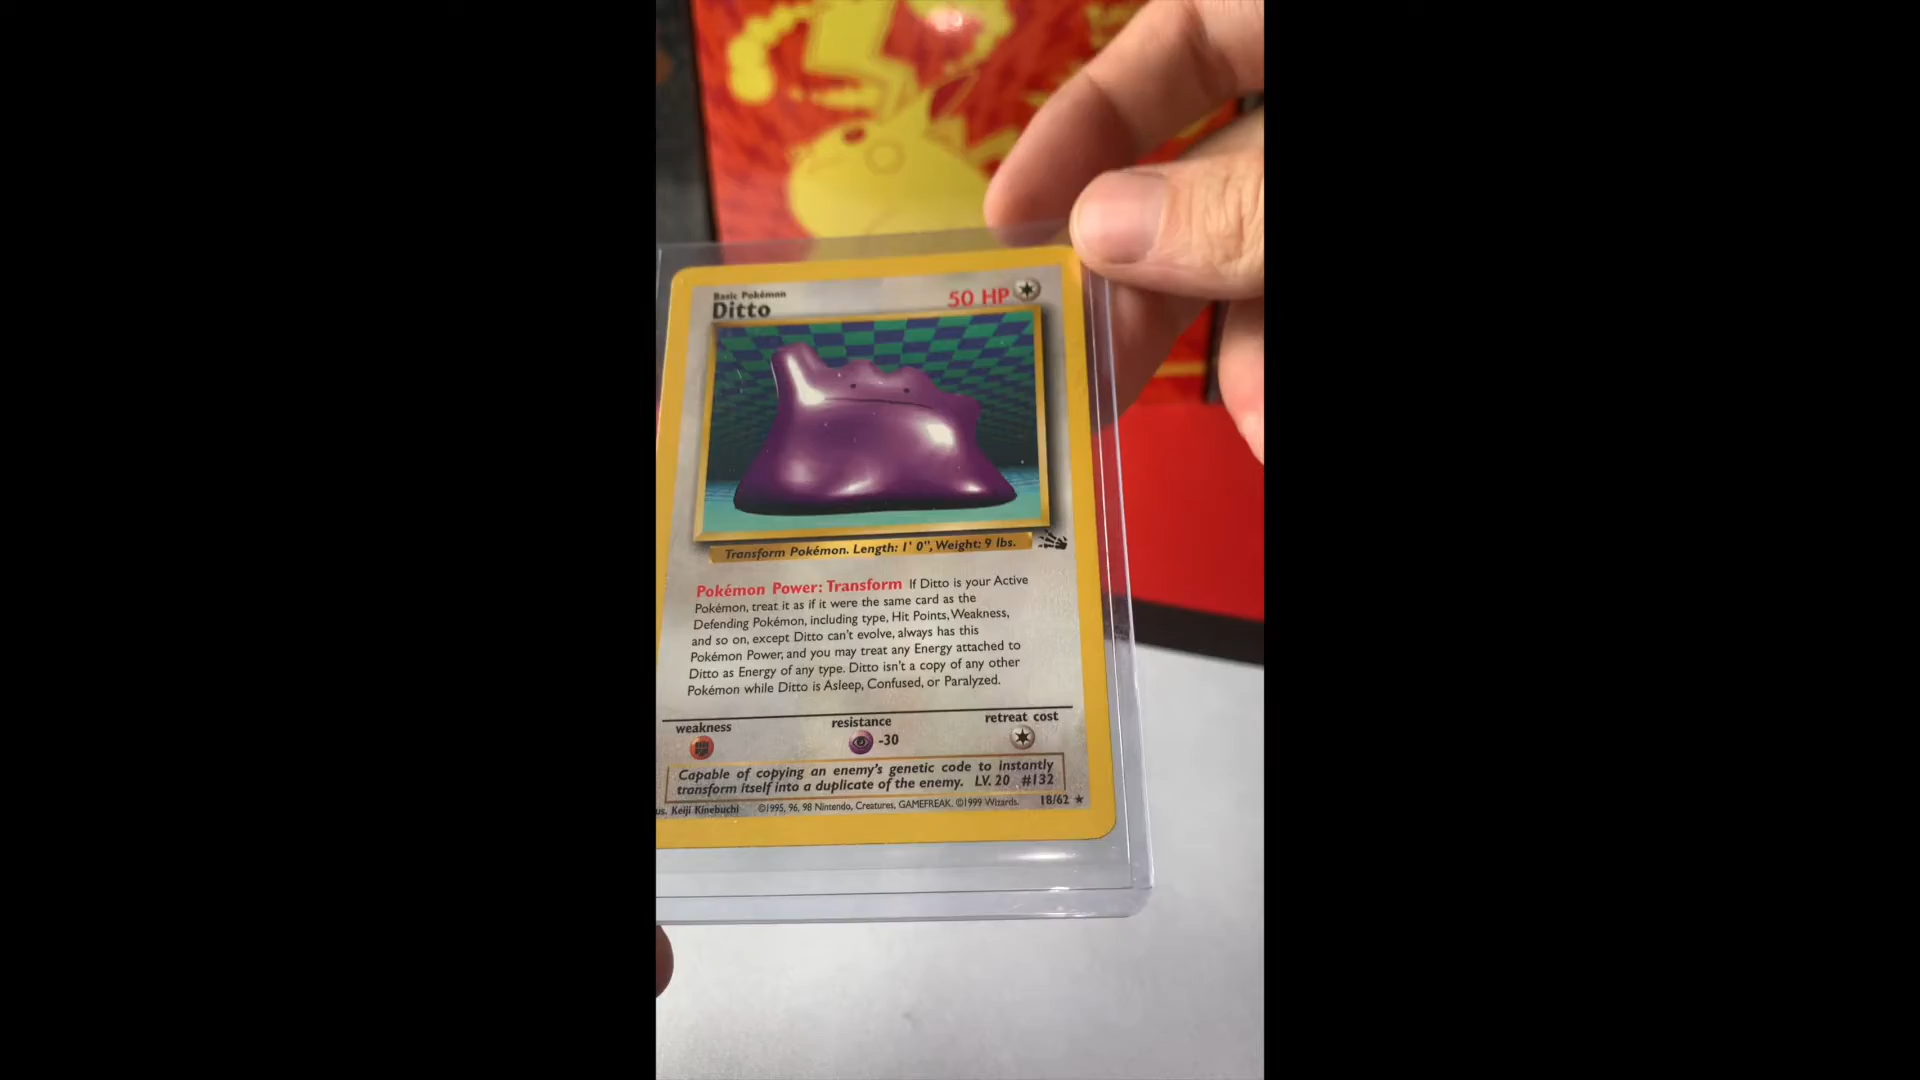 Basic Pokémon
Ditto
50 HP
Transform Pokémon. Length: 1' 0", Weight: 9 lbs.
Pokémon Power: Transform If Ditto is your Active
Pokémon, treat it as if it were the same card as the
Defending Pokémon, including type, Hit Points, Weakness,
and so on, except Ditto can't evolve, always has this
Pokémon Power, and you may treat any Energy attached to
Ditto as Energy of any type. Ditto isn't a copy of any other
Pokémon while Ditto is Asleep, Confused, or Paralyzed.
weakness
resistance
retreat cost
-30
Capable of copying an enemy's genetic code to instantly
transform itself into a duplicate of the enemy. LV. 20 #132
us. Keiji Kinebuchi ©1995, 96, 98 Nintendo, Creatures, GAMEFREAK. ©1999 Wizards. 18/62 ★